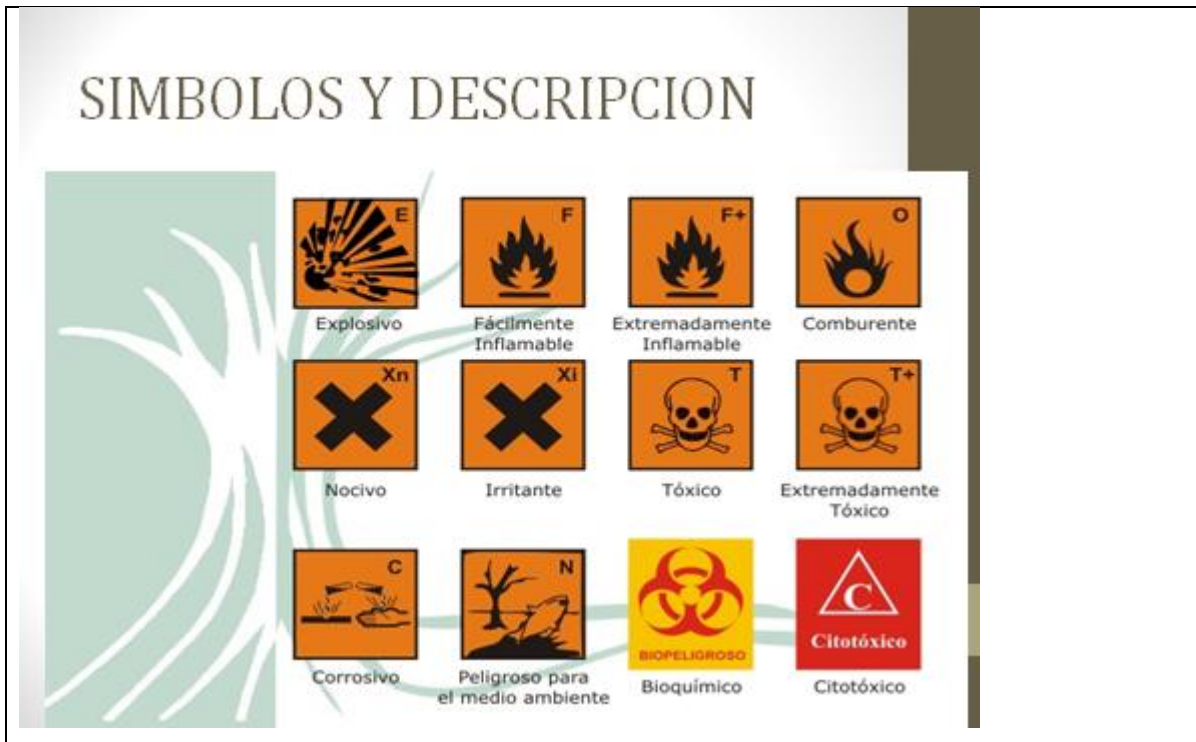 SIMBOLOS Y DESCRIPCION
E
F
F+
O
Explosivo
Fácilmente
Inflamable
Extremadamente
Inflamable
Comburente
Xn
Xi
T
T+
Nocivo
Irritante
Tóxico
Extremadamente
Tóxico
C
N
BIOPELIGROSO
C
Citotóxico
Corrosivo
Peligroso para
el medio ambiente
Bioquímico
Citotóxico